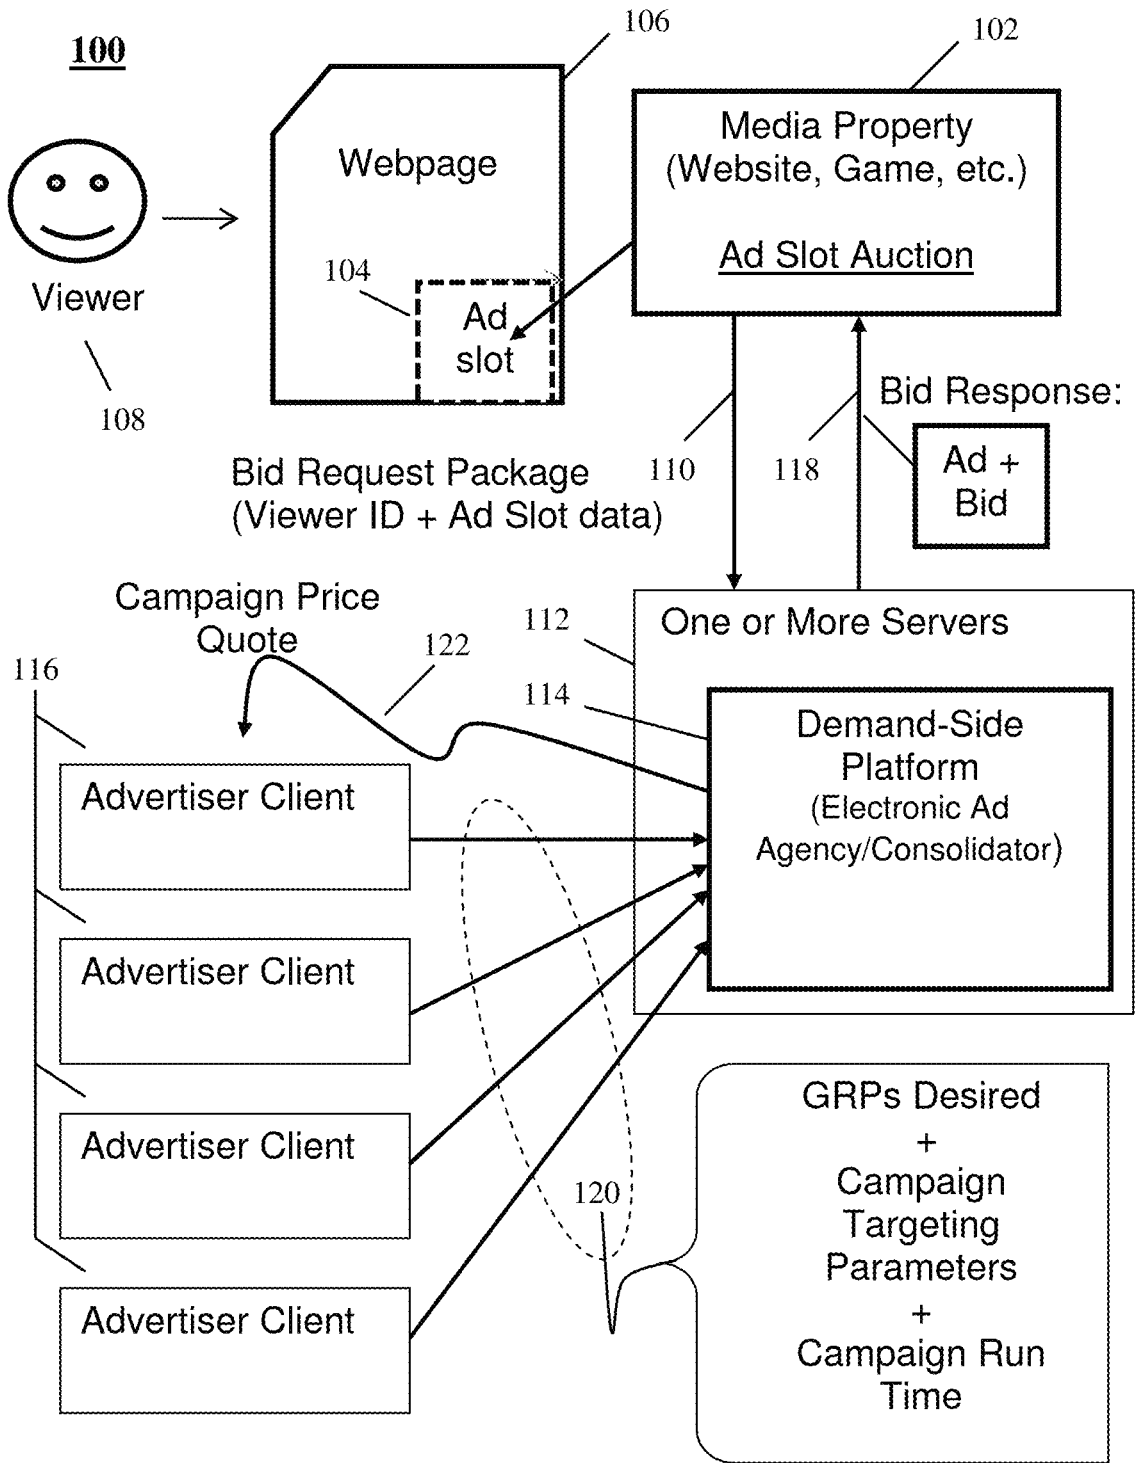 100
106
102
Webpage
Media Property
(Website, Game, etc.)
Ad Slot Auction
Viewer
104
Ad
slot
108
Bid Request Package
(Viewer ID + Ad Slot data)
110
118
Bid Response:
Ad +
Bid
Campaign Price
Quote
122
112
One or More Servers
116
114
Demand-Side
Platform
(Electronic Ad
Agency/Consolidator)
Advertiser Client
Advertiser Client
Advertiser Client
Advertiser Client
120
GRPs Desired
+
Campaign
Targeting
Parameters
+
Campaign Run
Time